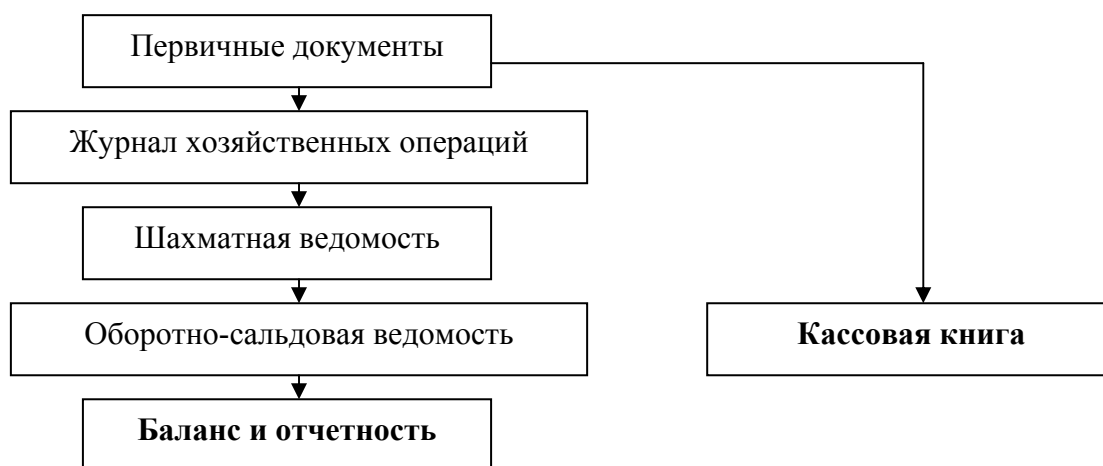 Первичные документы
Журнал хозяйственных операций
Шахматная ведомость
Оборотно-сальдовая ведомость
Кассовая книга
Баланс и отчетность